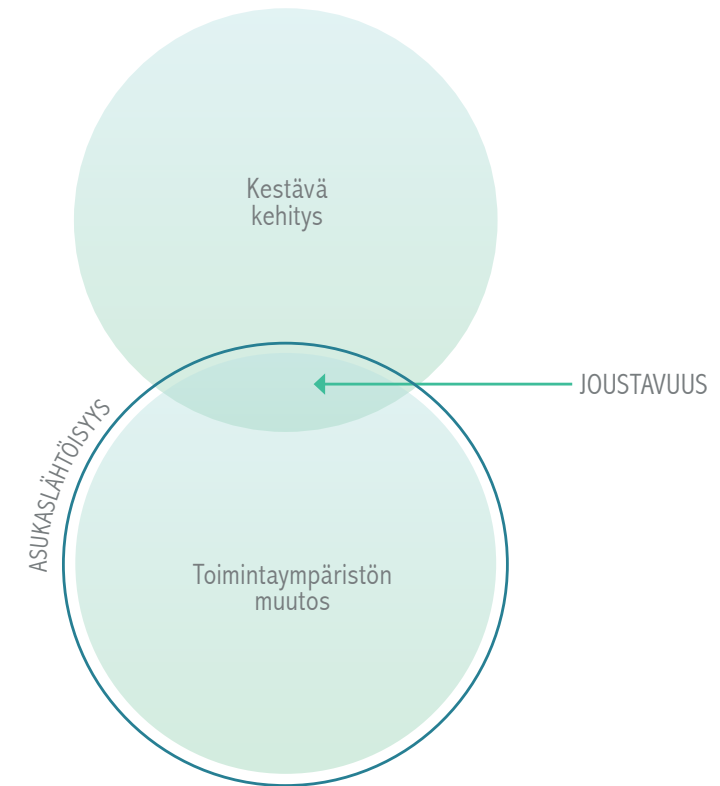 Kestävä
kehitys
JOUSTAVUUS
ASUKASLÄHTÖISYYS
Toimintaympäristön
muutos